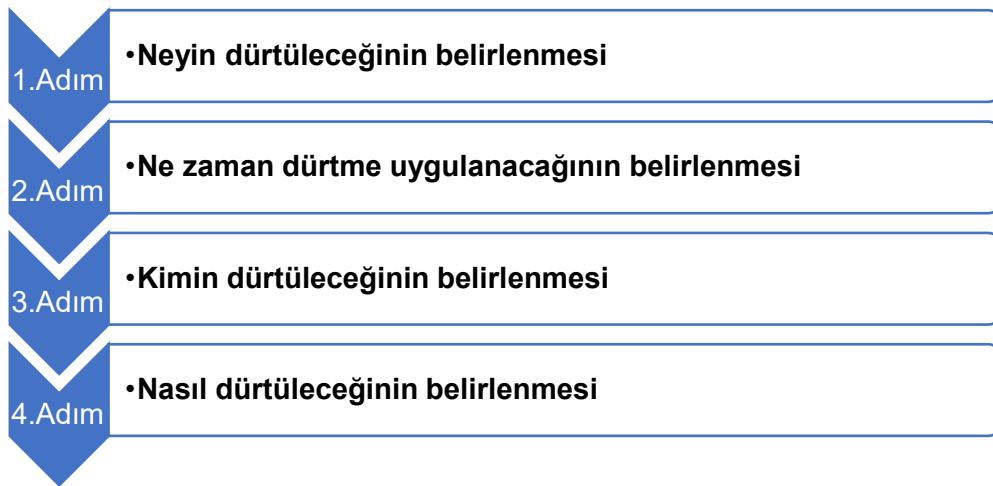 1.Adım
•Neyin dürtüleceğinin belirlenmesi
2.Adım
•Ne zaman dürtme uygulanacağının belirlenmesi
3.Adım
•Kimin dürtüleceğinin belirlenmesi
4.Adım
•Nasıl dürtüleceğinin belirlenmesi